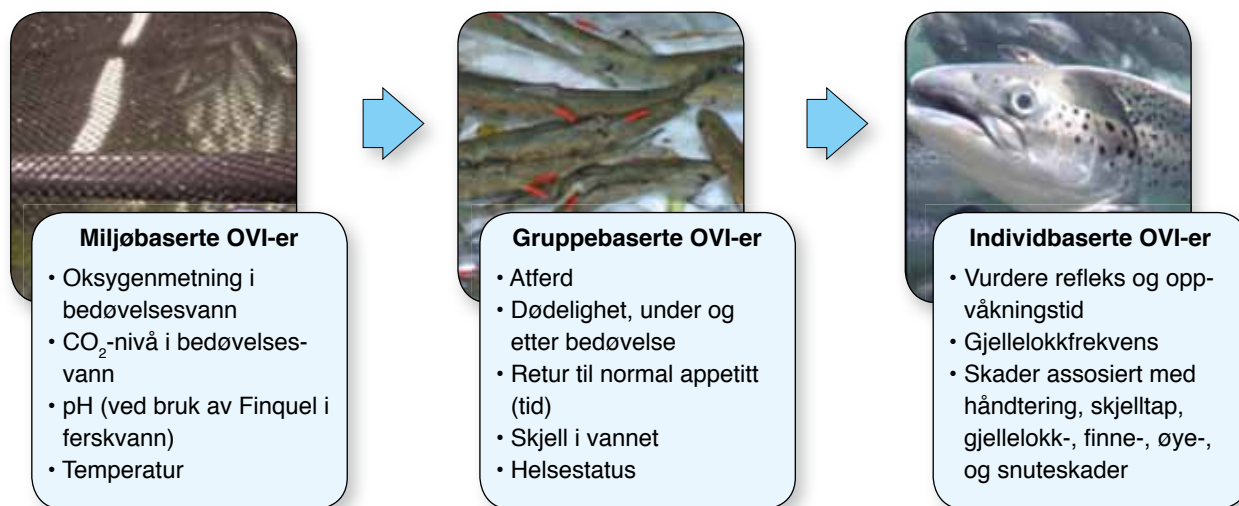 Miljøbaserte OVI-er
• Oksygenmetning i
bedøvelsesvann
• CO₂-nivå i bedøvelses-
vann
• pH (ved bruk av Finquel i
ferskvann)
• Temperatur
Gruppebaserte OVI-er
• Atferd
• Dødelighet, under og
etter bedøvelse
• Retur til normal appetitt
(tid)
• Skjell i vannet
• Helsestatus
Individbaserte OVI-er
• Vurdere refleks og opp-
våkningstid
• Gjellelokkfrekvens
• Skader assosiert med
håndtering, skjelltap,
gjellelokk-, finne-, øye-,
og snuteskader